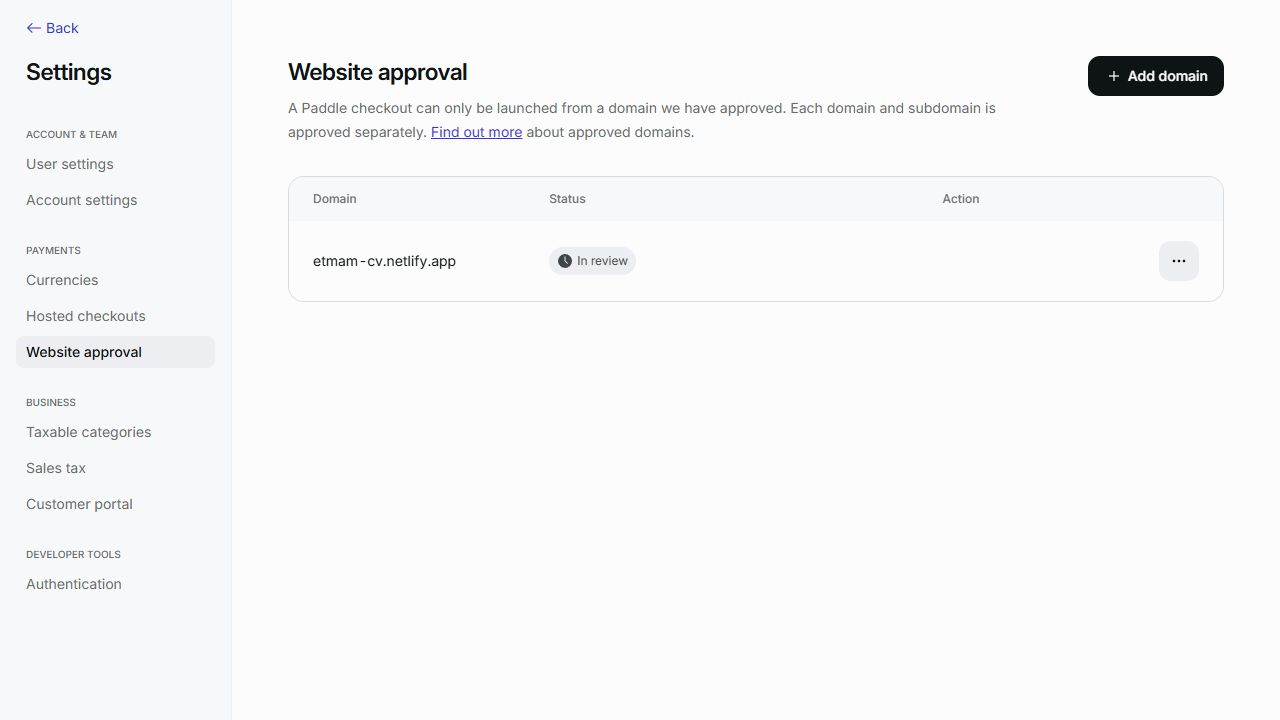 Back
Settings
ACCOUNT & TEAM
User settings
Account settings
PAYMENTS
Currencies
Hosted checkouts
Website approval
BUSINESS
Taxable categories
Sales tax
Customer portal
DEVELOPER TOOLS
Authentication
Website approval
A Paddle checkout can only be launched from a domain we have approved. Each domain and subdomain is
approved separately. Find out more about approved domains.
+ Add domain
Domain Status Action
etmam-cv.netlify.app In review